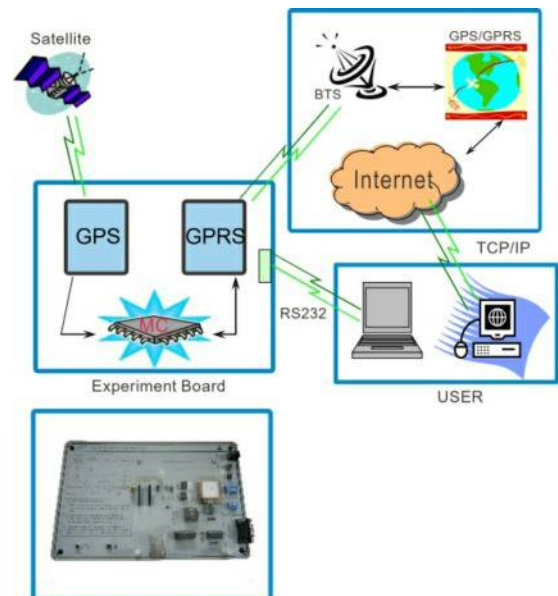 Satellite
GPS/GPRS
BTS
Internet
GPS
GPRS
TCP/IP
MC
RS232
Experiment Board
USER